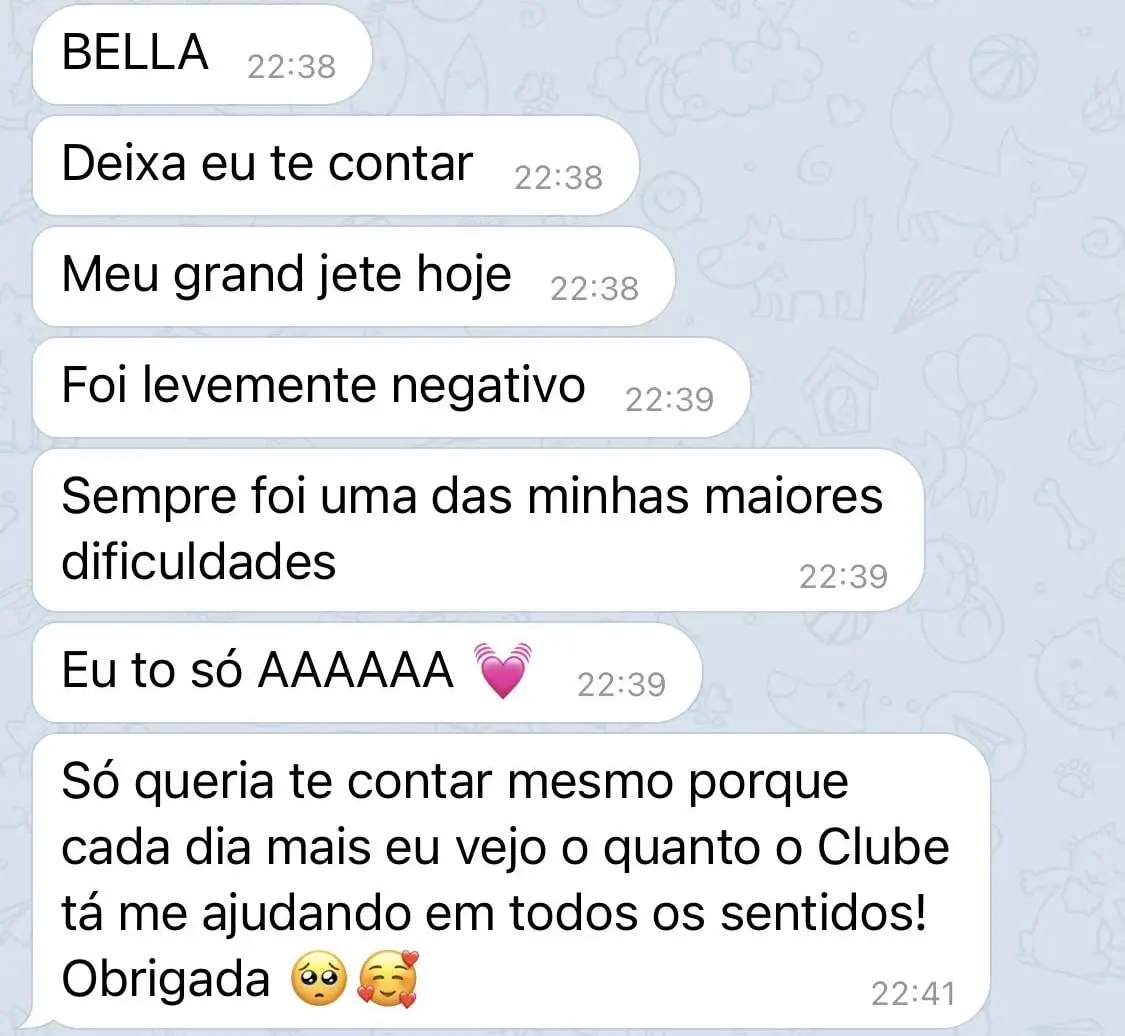 BELLA 22:38
Deixa eu te contar 22:38
Meu grand jete hoje 22:38
Foi levemente negativo 22:39
Sempre foi uma das minhas maiores
dificuldades 22:39
Eu to só AAAAAA 💓 22:39
Só queria te contar mesmo porque
cada dia mais eu vejo o quanto o Clube
tá me ajudando em todos os sentidos!
Obrigada 🥺🥰 22:41